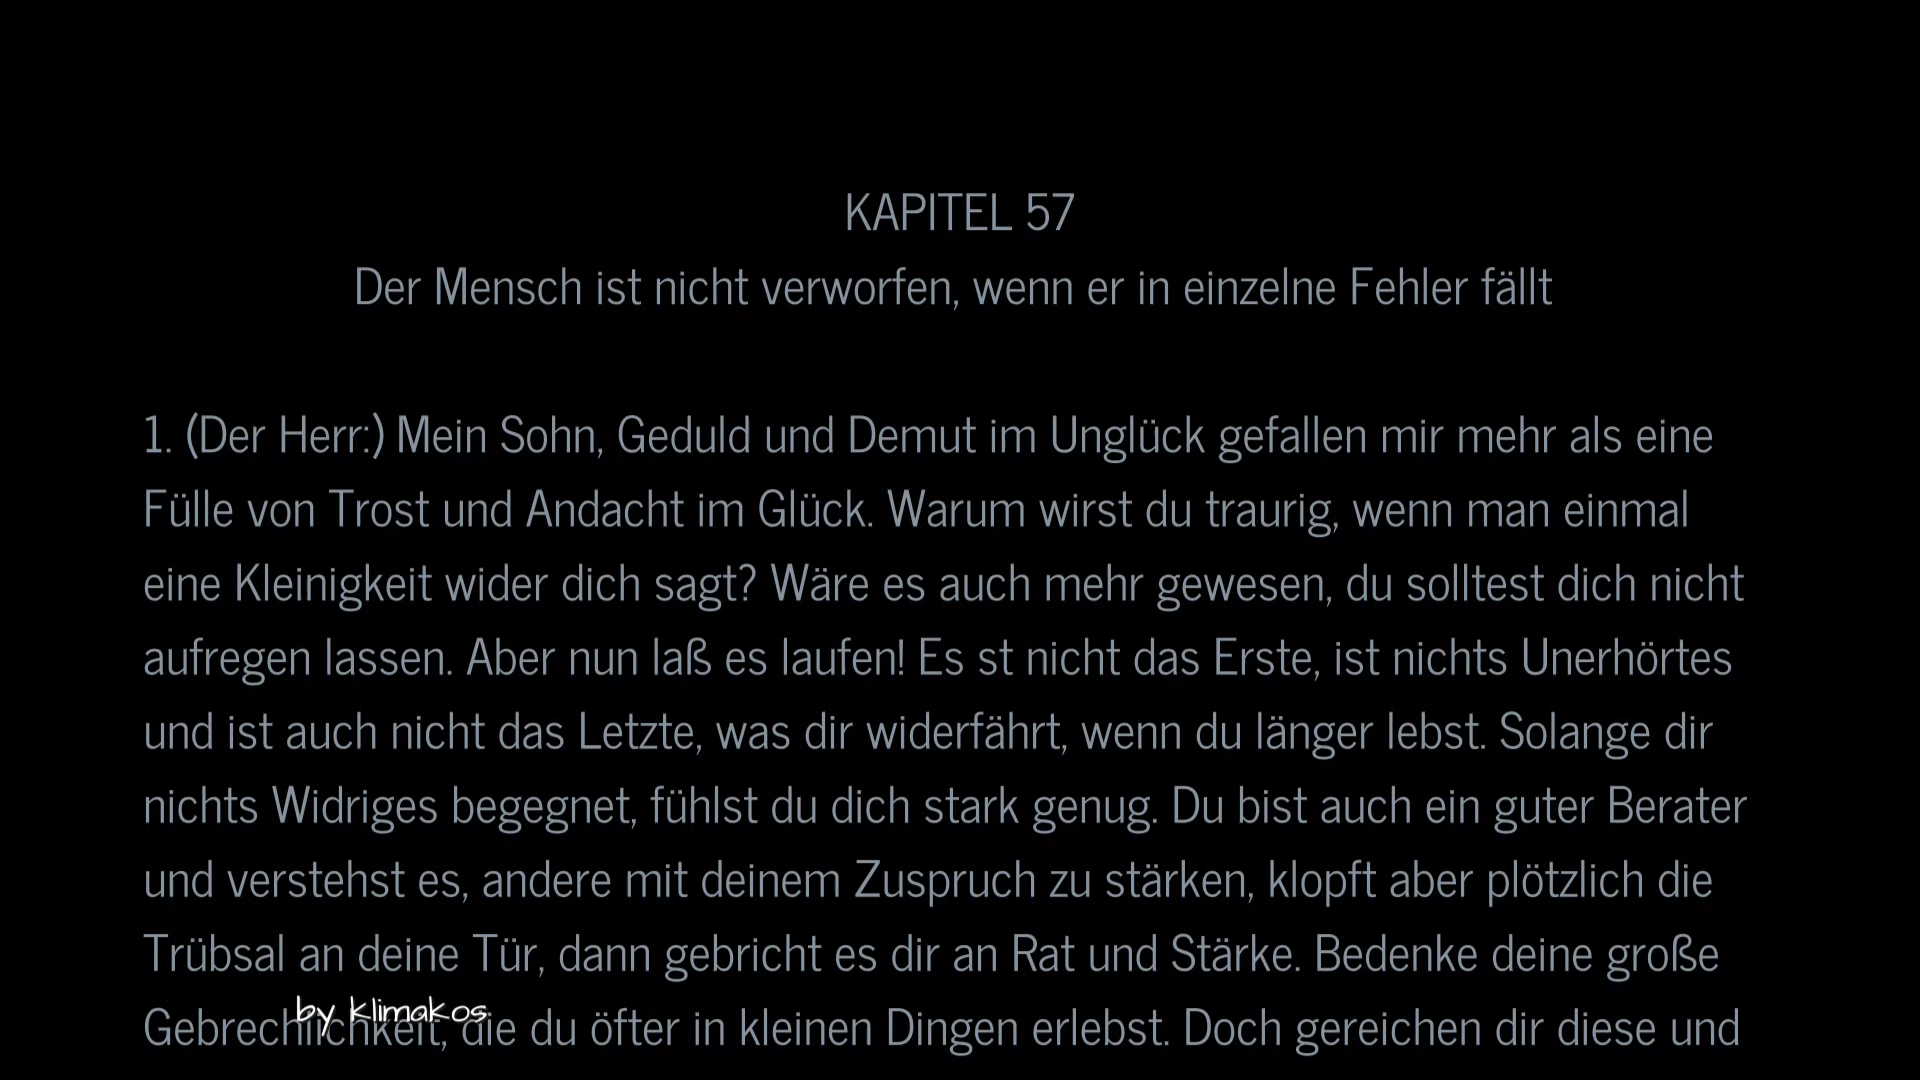 KAPITEL 57
Der Mensch ist nicht verworfen, wenn er in einzelne Fehler fällt
1. (Der Herr:) Mein Sohn, Geduld und Demut im Unglück gefallen mir mehr als eine
Fülle von Trost und Andacht im Glück. Warum wirst du traurig, wenn man einmal
eine Kleinigkeit wider dich sagt? Wäre es auch mehr gewesen, du solltest dich nicht
aufregen lassen. Aber nun laß es laufen! Es st nicht das Erste, ist nichts Unerhörtes
und ist auch nicht das Letzte, was dir widerfährt, wenn du länger lebst. Solange dir
nichts Widriges begegnet, fühlst du dich stark genug. Du bist auch ein guter Berater
und verstehst es, andere mit deinem Zuspruch zu stärken, klopft aber plötzlich die
Trübsal an deine Tür, dann gebricht es dir an Rat und Stärke. Bedenke deine große
Gebrechlichkeit, die du öfter in kleinen Dingen erlebst. Doch gereichen dir diese und
by klimakos